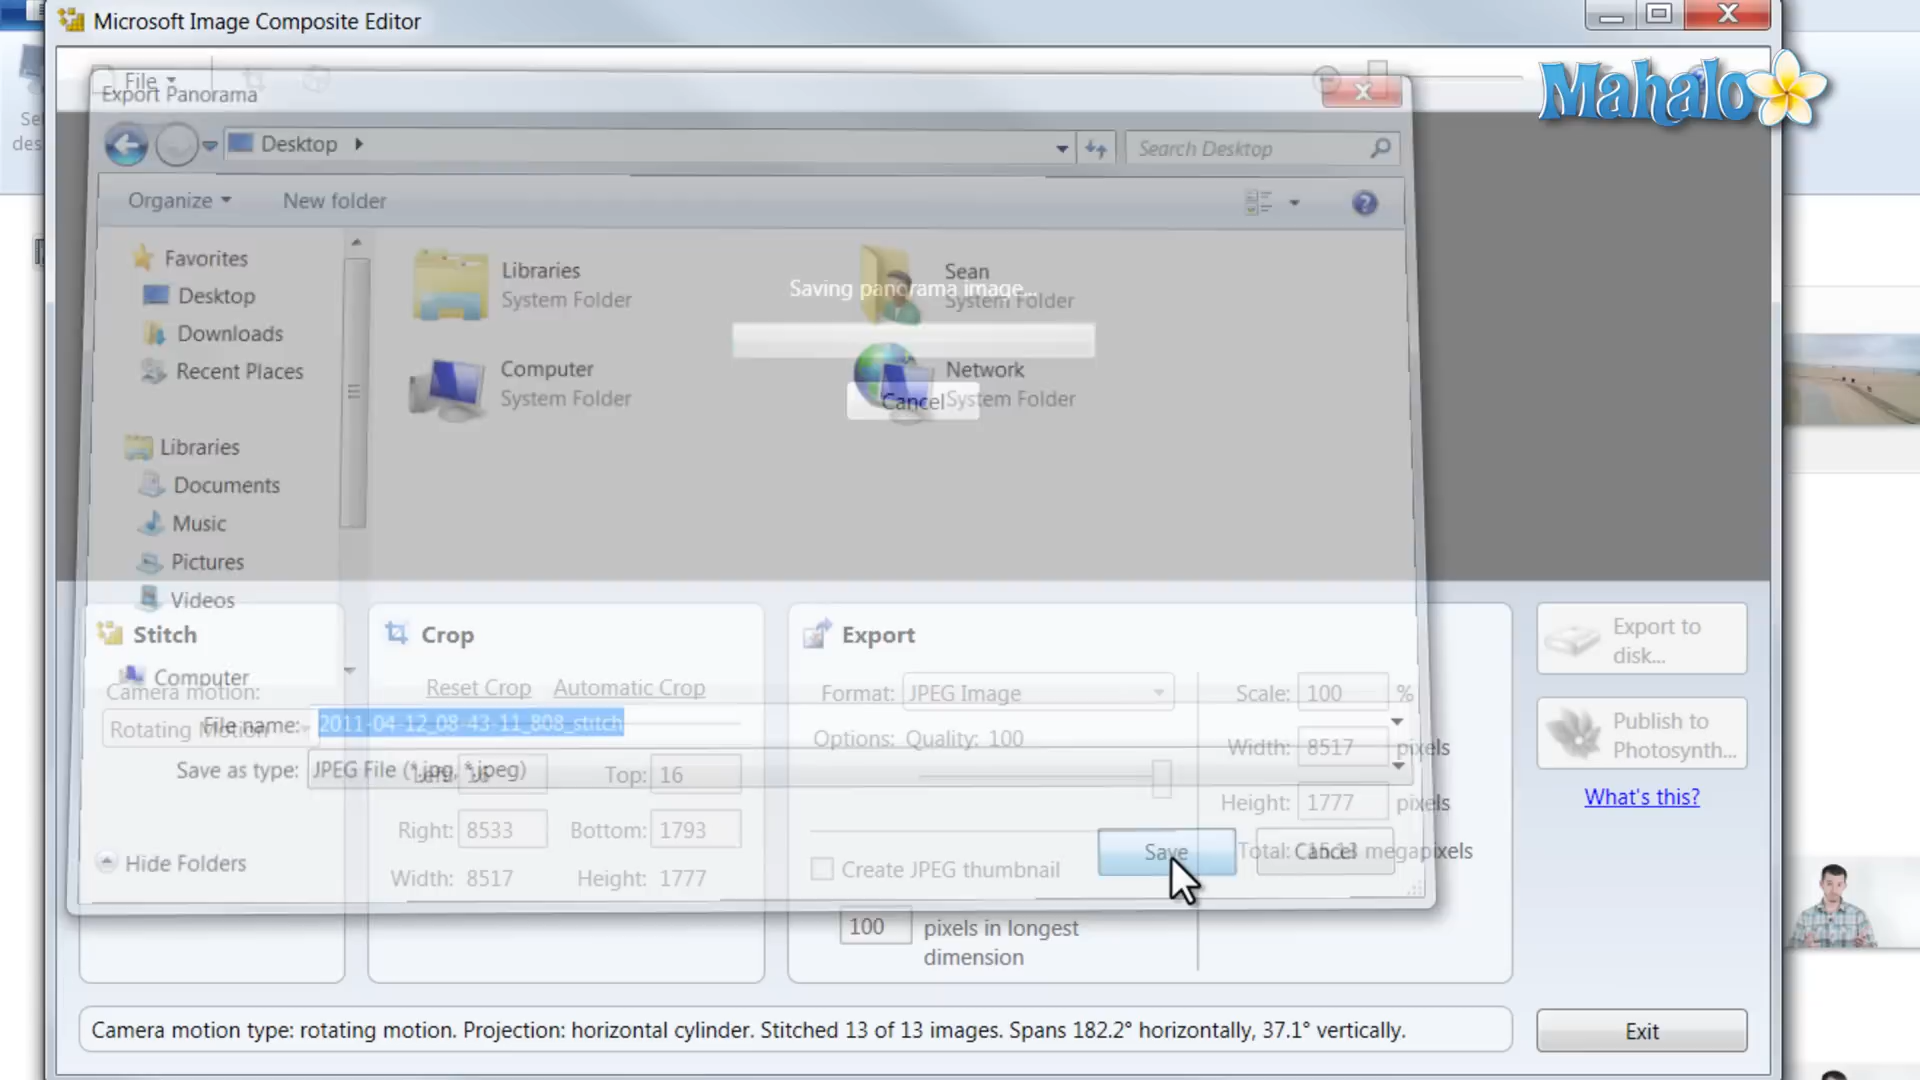 Microsoft Image Composite Editor
Mahalo
File
Export Panorama
Desktop
Search Desktop
Organize
New folder
Favorites
Desktop
Downloads
Recent Places
Libraries
System Folder
Sean
System Folder
Saving panorama image...
Computer
System Folder
Network
System Folder
Cancel
Libraries
Documents
Music
Pictures
Videos
Stitch
Computer
Camera motion:
Rotating Motion
Crop
Reset Crop
Automatic Crop
File name: 2011-04-12_08-43-11_808_stitch
Save as type: JPEG File (*.jpg, *.jpeg)
Left:
Top: 16
Right: 8533
Bottom: 1793
Width: 8517
Height: 1777
Hide Folders
Export
Format: JPEG Image
Options: Quality: 100
Create JPEG thumbnail
100 pixels in longest
dimension
Scale: 100 %
Width: 8517 pixels
Height: 1777 pixels
Save
Cancel
Total: 15.13 megapixels
Export to
disk...
Publish to
Photosynth...
What's this?
Camera motion type: rotating motion. Projection: horizontal cylinder. Stitched 13 of 13 images. Spans 182.2° horizontally, 37.1° vertically.
Exit